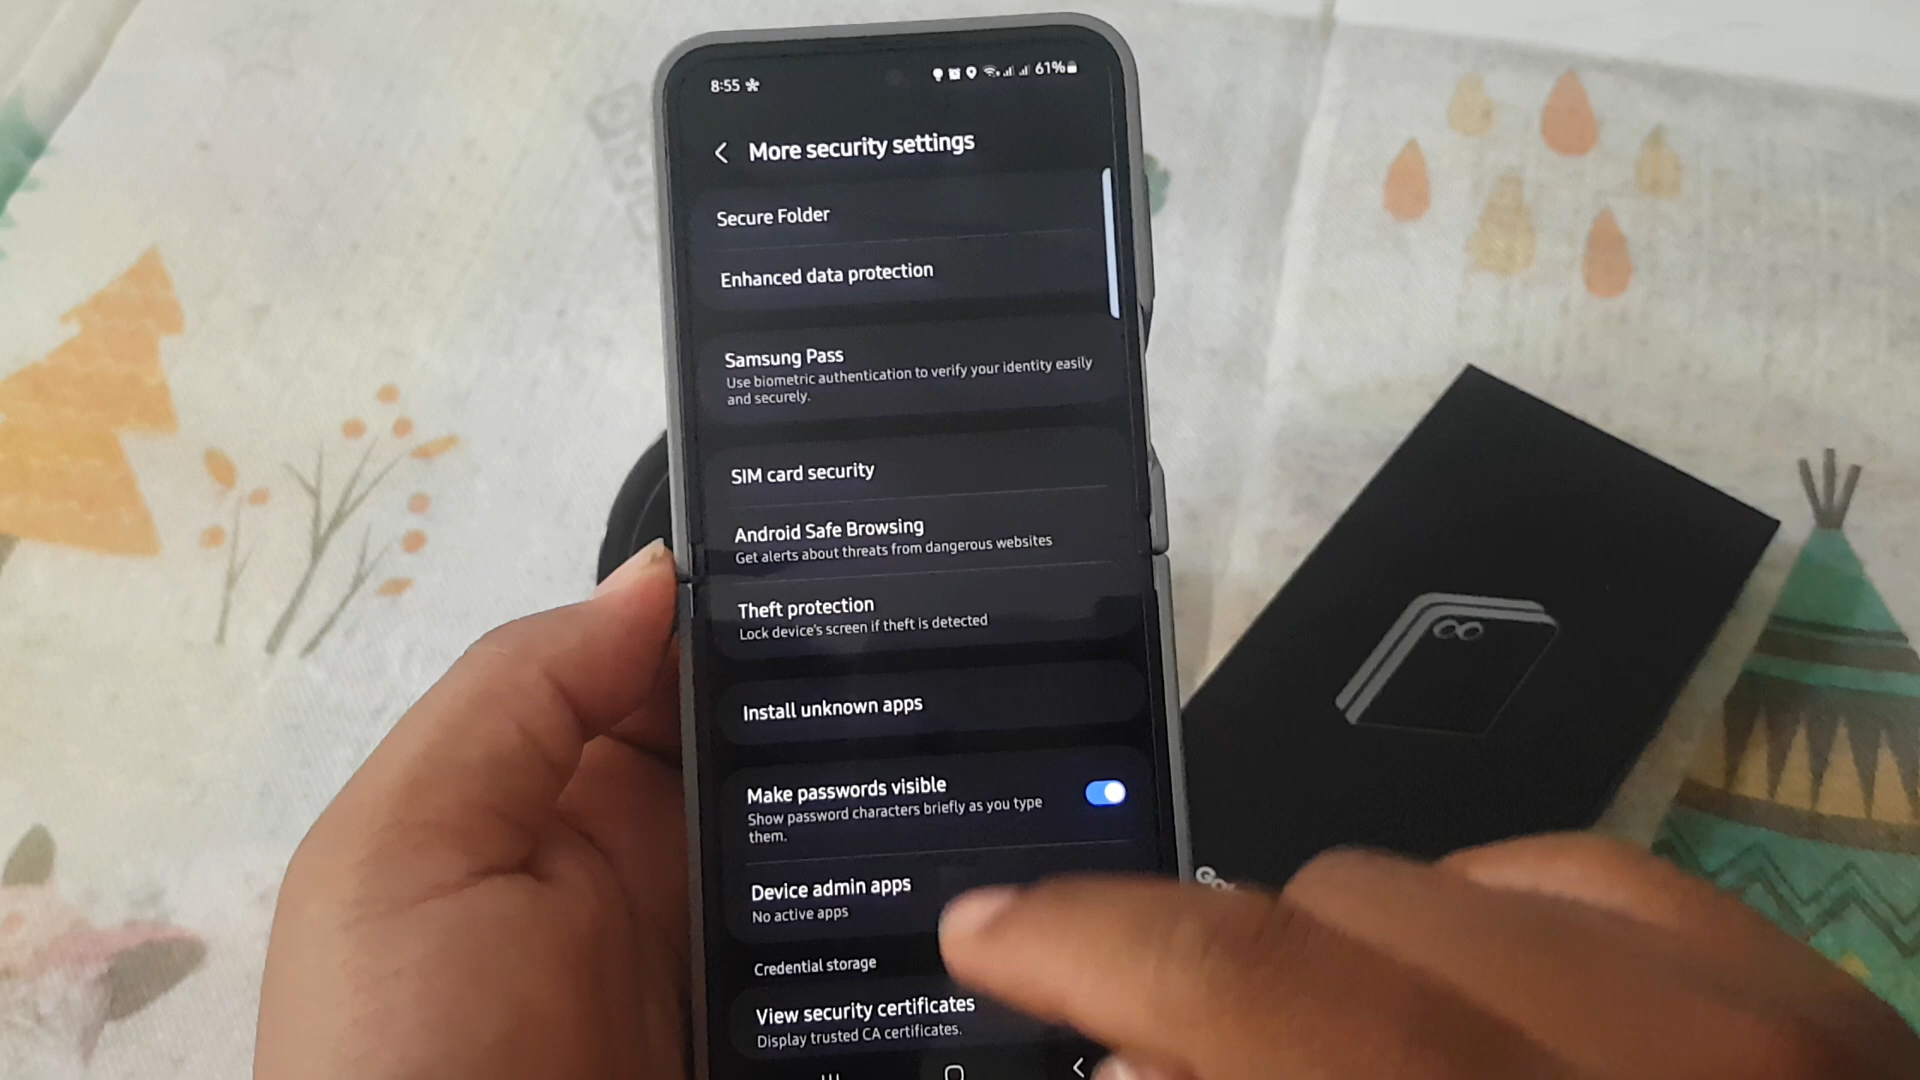 8:55
61%
More security settings
Secure Folder
Enhanced data protection
Samsung Pass
Use biometric authentication to verify your identity easily
and securely.
SIM card security
Android Safe Browsing
Get alerts about threats from dangerous websites
Theft protection
Lock device's screen if theft is detected
Install unknown apps
Make passwords visible
Show password characters briefly as you type
them.
Device admin apps
No active apps
Credential storage
View security certificates
Display trusted CA certificates.